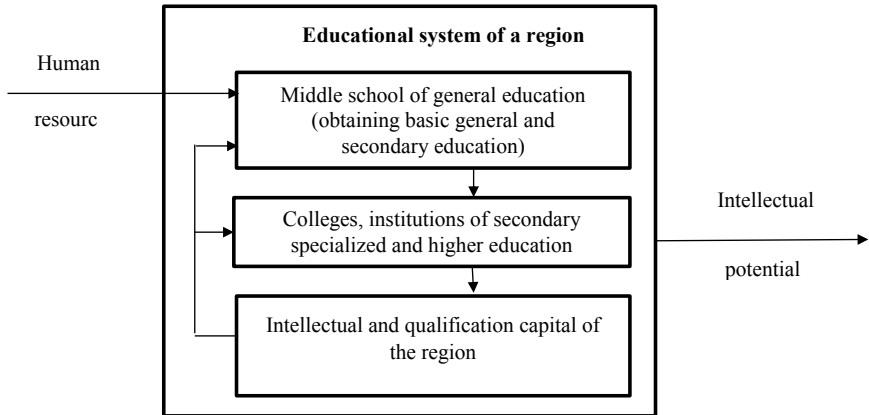 Educational system of a region
Human
resourc
Middle school of general education
(obtaining basic general and
secondary education)
Colleges, institutions of secondary
specialized and higher education
Intellectual and qualification capital of
the region
Intellectual
potential